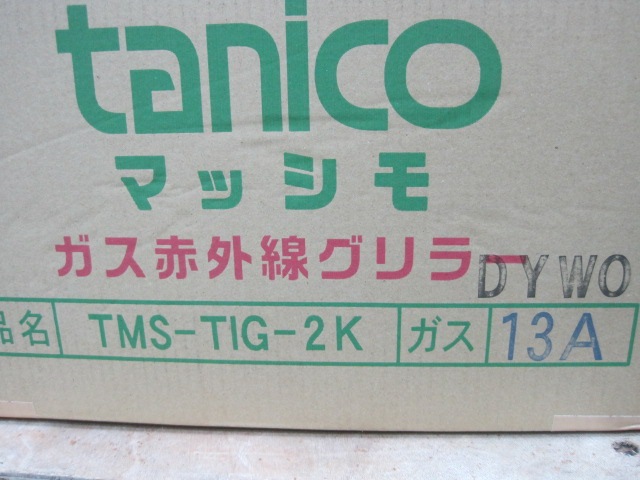 tanico
マッシモ
ガス赤外線グリラー
DYWO
品名 TMS-TIG-2K ガス 13A